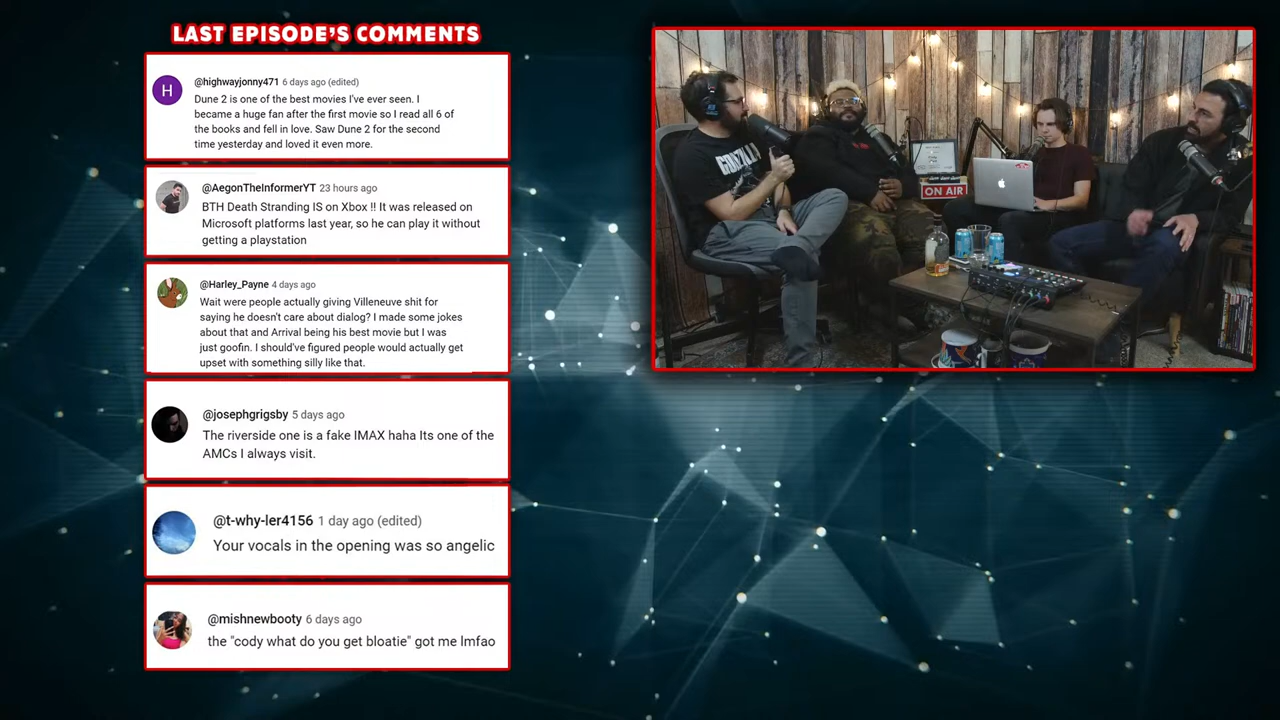 LAST EPISODE'S COMMENTS
H
@highwayjonny471 6 days ago (edited)
Dune 2 is one of the best movies I've ever seen. I
became a huge fan after the first movie so I read all 6 of
the books and fell in love. Saw Dune 2 for the second
time yesterday and loved it even more.
@AegonTheInformerYT 23 hours ago
BTH Death Stranding IS on Xbox !! It was released on
Microsoft platforms last year, so he can play it without
getting a playstation
@Harley_Payne 4 days ago
Wait were people actually giving Villeneuve shit for
saying he doesn't care about dialog? I made some jokes
about that and Arrival being his best movie but I was
just goofin. I should've figured people would actually get
upset with something silly like that.
@josephgrigsby 5 days ago
The riverside one is a fake IMAX haha Its one of the
AMCs I always visit.
@t-why-ler4156 1 day ago (edited)
Your vocals in the opening was so angelic
@mishnewbooty 6 days ago
the "cody what do you get bloatie" got me lmfao
GODZILLA
ON AIR